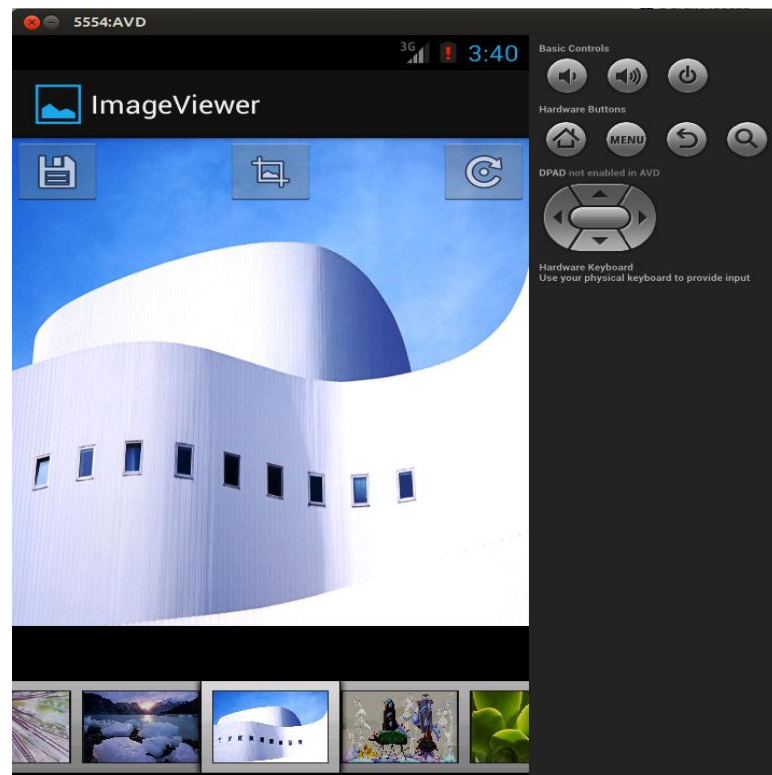 5554:AVD
3G
3:40
ImageViewer
Basic Controls
Hardware Buttons
MENU
DPAD not enabled in AVD
Hardware Keyboard
Use your physical keyboard to provide input